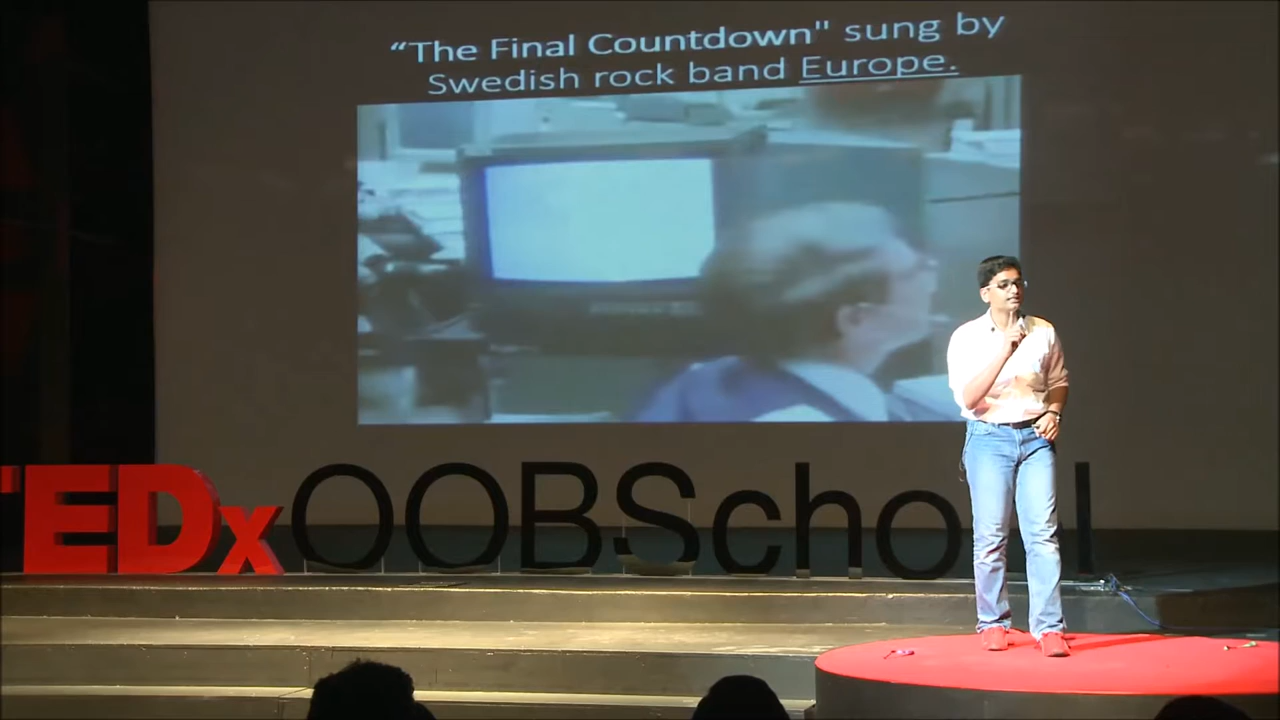 “The Final Countdown" sung by
Swedish rock band Europe.
TEDxOOBSchool